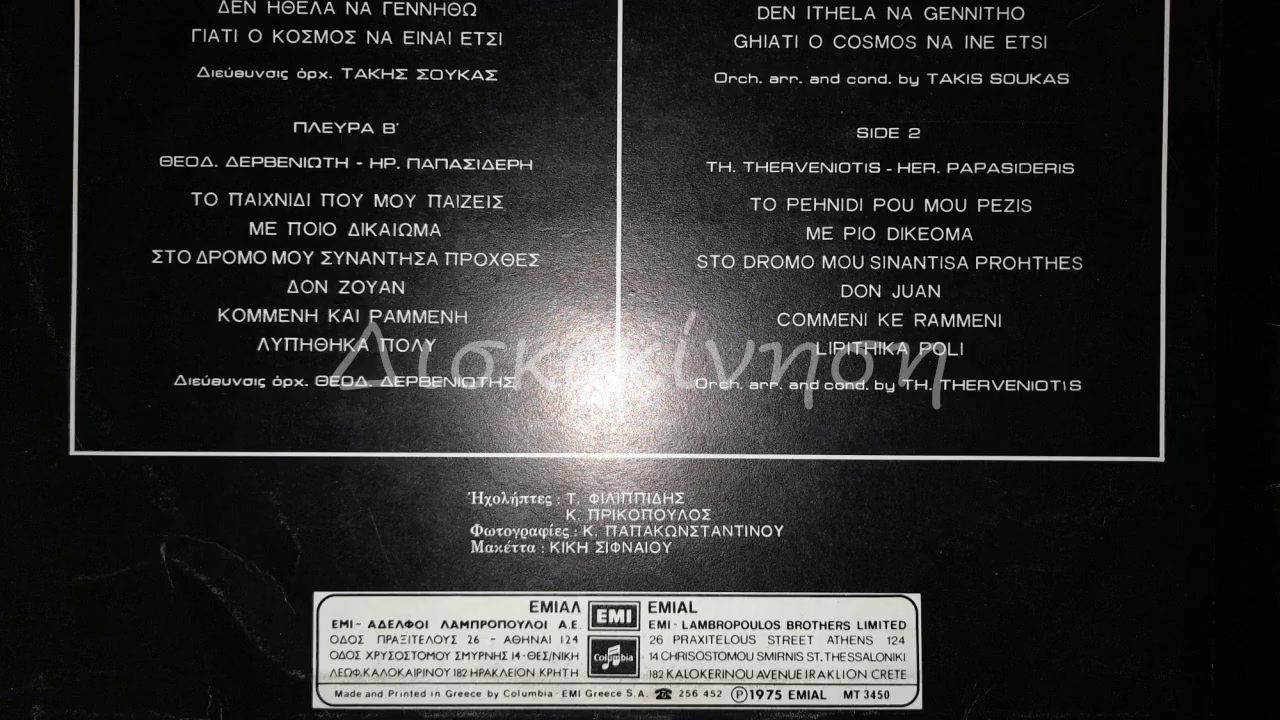 ΔΕΝ ΗΘΕΛΑ ΝΑ ΓΕΝΝΗΘΩ
ΓΙΑΤΙ Ο ΚΟΣΜΟΣ ΝΑ ΕΙΝΑΙ ΕΤΣΙ
Διεύθυνσις όρχ. ΤΑΚΗΣ ΣΟΥΚΑΣ
ΠΛΕΥΡΑ Β'
ΘΕΟΔ. ΔΕΡΒΕΝΙΩΤΗ - ΗΡ. ΠΑΠΑΣΙΔΕΡΗ
ΤΟ ΠΑΙΧΝΙΔΙ ΠΟΥ ΜΟΥ ΠΑΙΖΕΙΣ
ΜΕ ΠΟΙΟ ΔΙΚΑΙΩΜΑ
ΣΤΟ ΔΡΟΜΟ ΜΟΥ ΣΥΝΑΝΤΗΣΑ ΠΡΟΧΘΕΣ
ΔΟΝ ΖΟΥΑΝ
ΚΟΜΜΕΝΗ ΚΑΙ ΡΑΜΜΕΝΗ
ΛΥΠΗΘΗΚΑ ΠΟΛΥ
Διεύθυνσις όρχ. ΘΕΟΔ. ΔΕΡΒΕΝΙΩΤΗΣ
DEN ITHELA NA GENNITHO
GHIATI O COSMOS NA INE ETSI
Orch. arr. and cond. by TAKIS SOUKAS
SIDE 2
TH. THERVENIOTIS - HER. PAPASIDERIS
TO PEHNIDI POU MOU PEZIS
ME PIO DIKEOMA
STO DROMO MOU SINANTISA PROHTHES
DON JUAN
COMMENI KE RAMMENI
LIPITHIKA POLI
Orch. arr. and cond. by TH. THERVENIOTIS
Δισκοκίνηση
Ήχολήπτες : Τ. ΦΙΛΙΠΠΙΔΗΣ
Κ. ΠΡΙΚΟΠΟΥΛΟΣ
Φωτογραφίες : Κ. ΠΑΠΑΚΩΝΣΤΑΝΤΙΝΟΥ
Μακέττα : ΚΙΚΗ ΣΙΦΝΑΙΟΥ
ΕΜΙΑΛ
ΕΜΙ - ΑΔΕΛΦΟΙ ΛΑΜΠΡΟΠΟΥΛΟΙ Α.Ε.
ΟΔΟΣ ΠΡΑΞΙΤΕΛΟΥΣ 26 - ΑΘΗΝΑΙ 124
ΟΔΟΣ ΧΡΥΣΟΣΤΟΜΟΥ ΣΜΥΡΝΗΣ 14 - ΘΕΣ/ΝΙΚΗ
ΛΕΩΦ. ΚΑΛΟΚΑΙΡΙΝΟΥ 182 ΗΡΑΚΛΕΙΟΝ ΚΡΗΤΗ
EMI
Columbia
EMIAL
EMI - LAMBROPOULOS BROTHERS LIMITED
26 PRAXITELOUS STREET ATHENS 124
14 CHRISOSTOMOU SMIRNIS ST. THESSALONIKI
182 KALOKERINOU AVENUE IRAKLION CRETE
Made and Printed in Greece by Columbia - EMI Greece S.A. ☎ 256 452 Ⓟ 1975 EMIAL MT 3450